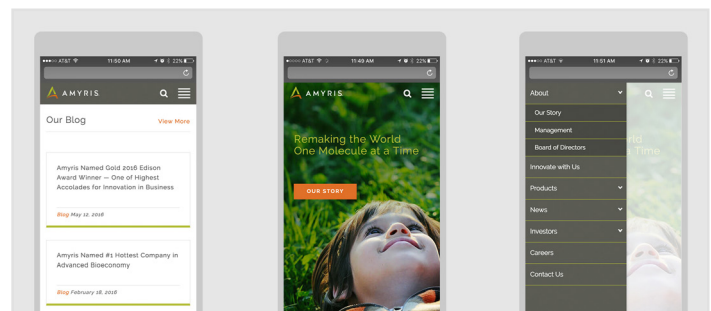 AT&T 11:50 AM 22%
AMYRIS
Our Blog View More
Amyris Named Gold 2016 Edison
Award Winner — One of Highest
Accolades for Innovation in Business
Blog May 12, 2016
Amyris Named #1 Hottest Company in
Advanced Bioeconomy
Blog February 18, 2016
AT&T 11:49 AM 22%
AMYRIS
Remaking the World
One Molecule at a Time
OUR STORY
AT&T 11:51 AM 22%
About
Our Story
Management
Board of Directors
Innovate with Us
Products
News
Investors
Careers
Contact Us
rld
Time